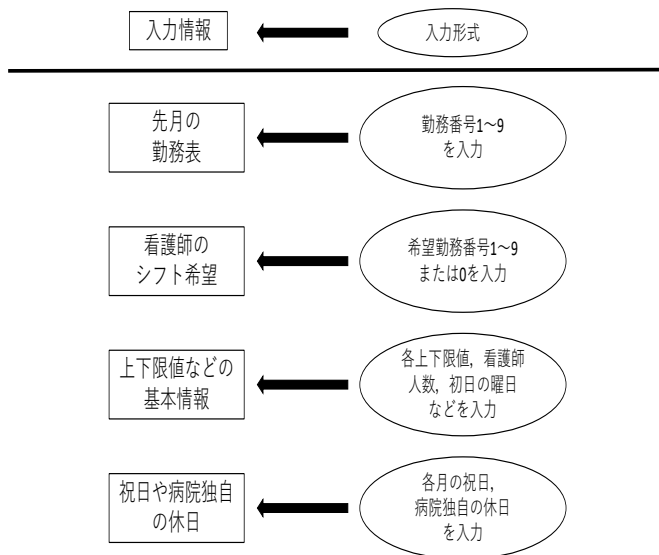 入力情報
入力形式
先月の
勤務表
勤務番号1~9
を入力
看護師の
シフト希望
希望勤務番号1~9
または0を入力
上下限値などの
基本情報
各上下限値，看護師
人数，初日の曜日
などを入力
祝日や病院独自
の休日
各月の祝日，
病院独自の休日
を入力